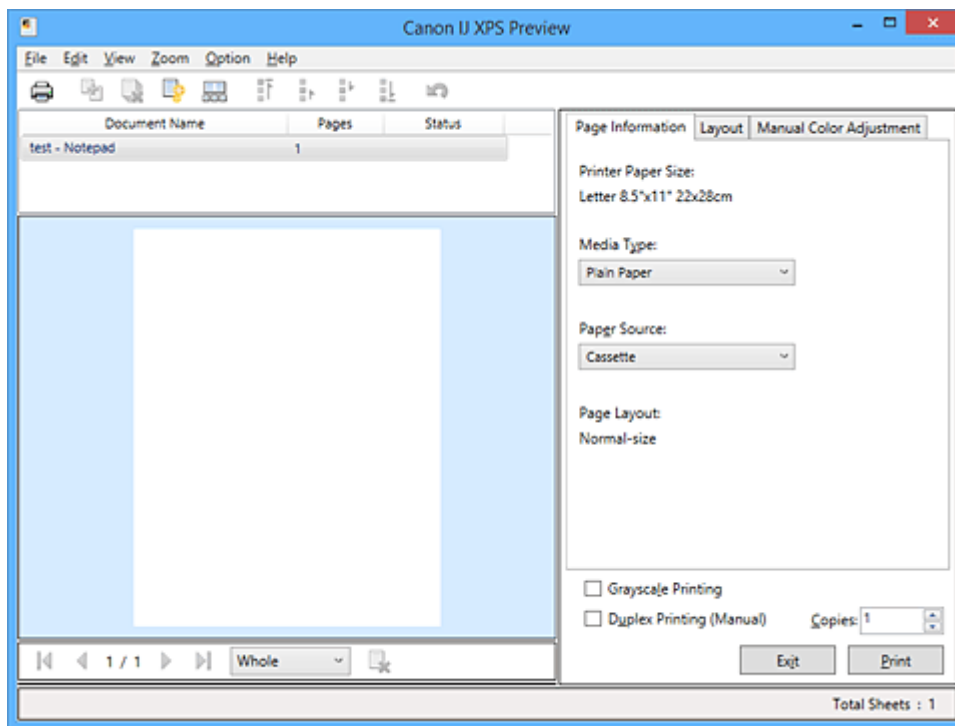 Canon IJ XPS Preview
File Edit View Zoom Option Help
Document Name Pages Status
test - Notepad 1
Page Information Layout Manual Color Adjustment
Printer Paper Size:
Letter 8.5"x11" 22x28cm
Media Type:
Plain Paper
Paper Source:
Cassette
Page Layout:
Normal-size
Grayscale Printing
Duplex Printing (Manual) Copies: 1
1 / 1 Whole
Exit Print
Total Sheets : 1